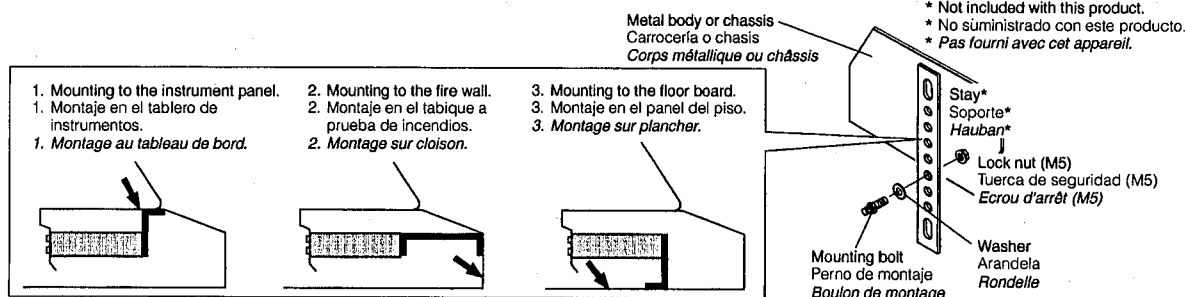 * Not included with this product.
* No suministrado con este producto.
* Pas fourni avec cet appareil.
Metal body or chassis
Carrocería o chasis
Corps métallique ou châssis
1. Mounting to the instrument panel.
1. Montaje en el tablero de
instrumentos.
1. Montage au tableau de bord.
2. Mounting to the fire wall.
2. Montaje en el tabique a
prueba de incendios.
2. Montage sur cloison.
3. Mounting to the floor board.
3. Montaje en el panel del piso.
3. Montage sur plancher.
Stay*
Soporte*
Hauban*
Lock nut (M5)
Tuerca de seguridad (M5)
Ecrou d'arrêt (M5)
Washer
Arandela
Rondelle
Mounting bolt
Perno de montaje
Boulon de montage